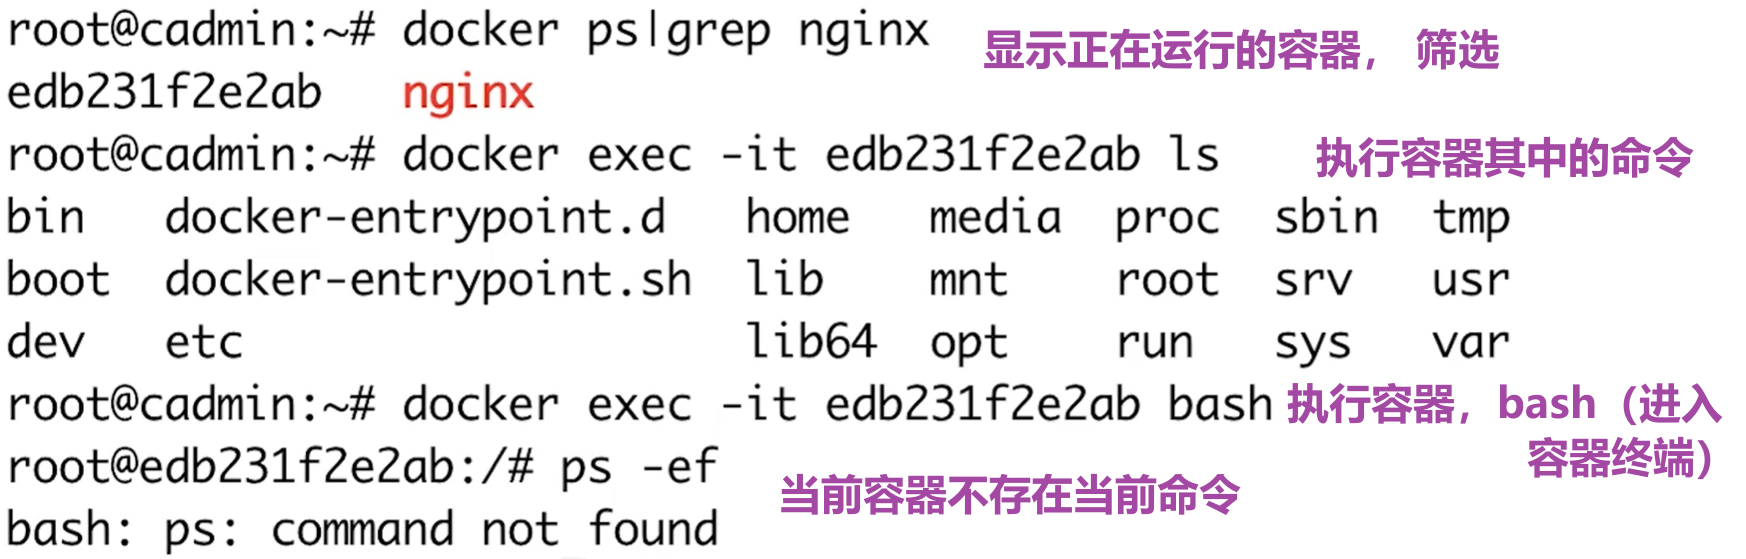 root@cadmin:~# docker ps|grep nginx 显示正在运行的容器， 筛选
edb231f2e2ab nginx
root@cadmin:~# docker exec -it edb231f2e2ab ls 执行容器其中的命令
bin docker-entrypoint.d home media proc sbin tmp
boot docker-entrypoint.sh lib mnt root srv usr
dev etc lib64 opt run sys var
root@cadmin:~# docker exec -it edb231f2e2ab bash 执行容器，bash（进入
容器终端）
root@edb231f2e2ab:/# ps -ef
当前容器不存在当前命令
bash: ps: command not found